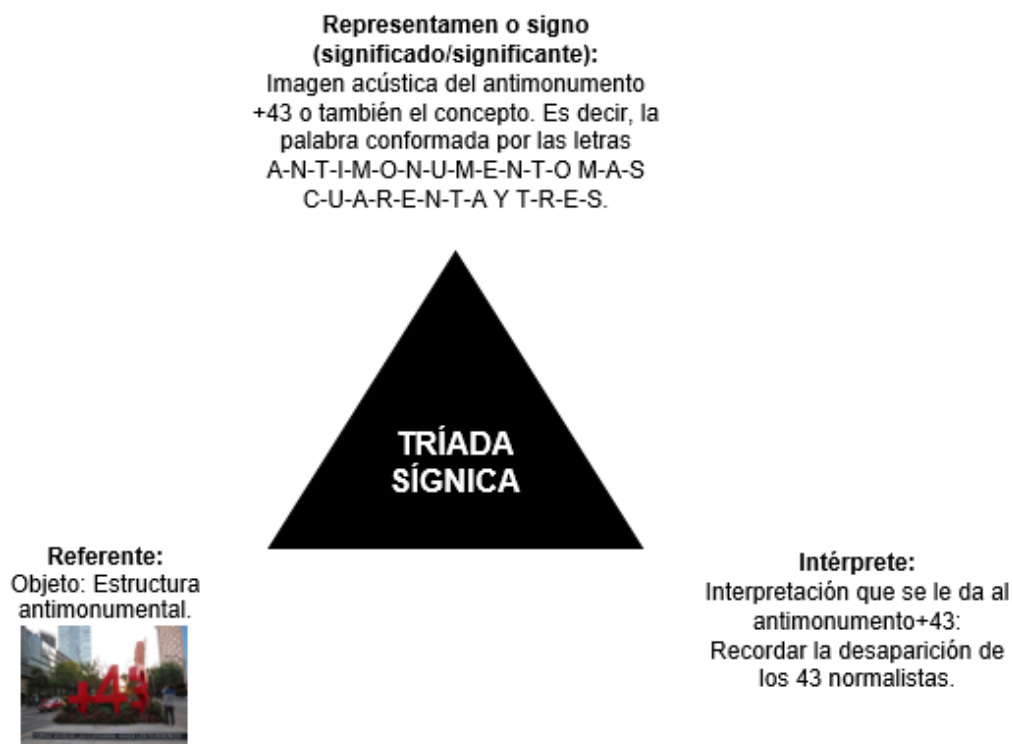 Representamen o signo
(significado/significante):
Imagen acústica del antimonumento
+43 o también el concepto. Es decir, la
palabra conformada por las letras
A-N-T-I-M-O-N-U-M-E-N-T-O M-A-S
C-U-A-R-E-N-T-A Y T-R-E-S.
TRÍADA
SÍGNICA
Referente:
Objeto: Estructura
antimonumental.
+43
Intérprete:
Interpretación que se le da al
antimonumento+43:
Recordar la desaparición de
los 43 normalistas.